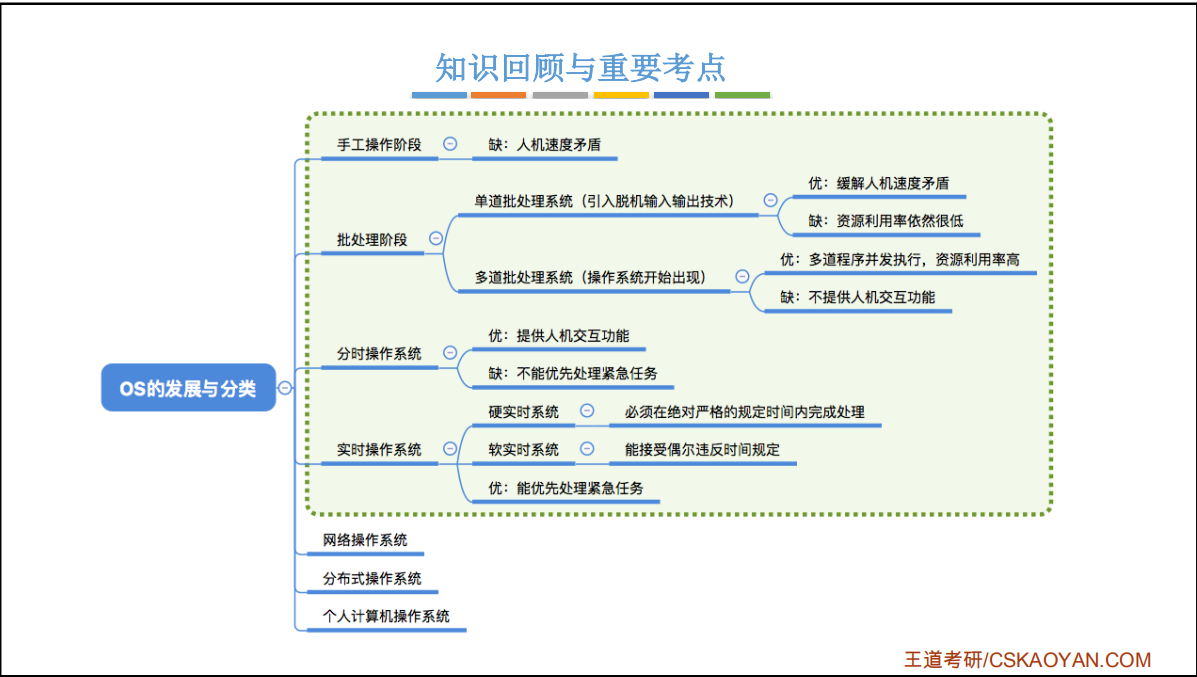 知识回顾与重要考点
手工操作阶段
缺：人机速度矛盾
批处理阶段
单道批处理系统（引入脱机输入输出技术）
优：缓解人机速度矛盾
缺：资源利用率依然很低
多道批处理系统（操作系统开始出现）
优：多道程序并发执行，资源利用率高
缺：不提供人机交互功能
OS的发展与分类
分时操作系统
优：提供人机交互功能
缺：不能优先处理紧急任务
实时操作系统
硬实时系统
必须在绝对严格的规定时间内完成处理
软实时系统
能接受偶尔违反时间规定
优：能优先处理紧急任务
网络操作系统
分布式操作系统
个人计算机操作系统
王道考研/CSKAOYAN.COM